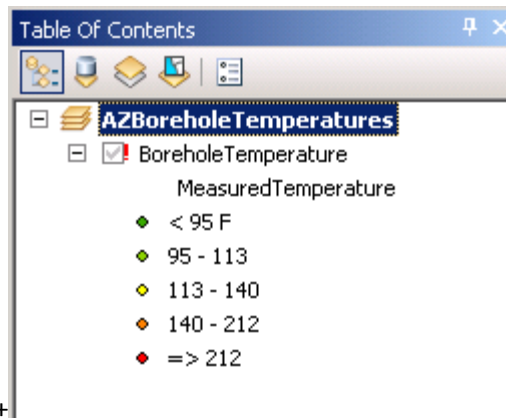 Table Of Contents
AZBoreholeTemperatures
BoreholeTemperature
MeasuredTemperature
< 95 F
95 - 113
113 - 140
140 - 212
=> 212
+